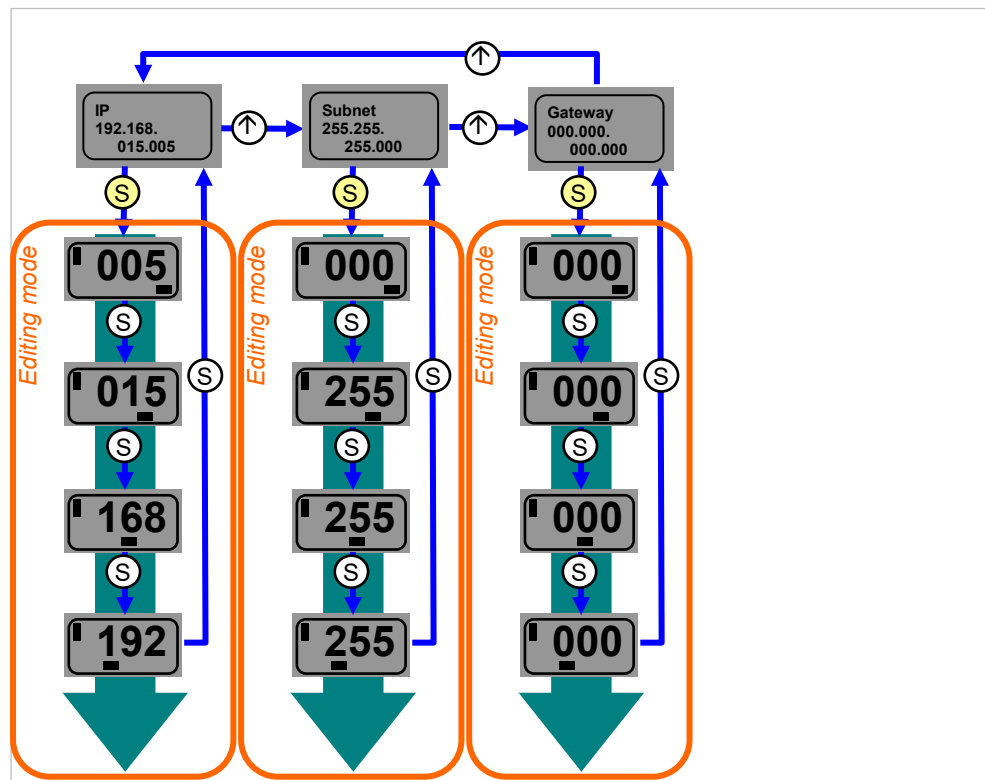 ↑
IP
192.168.
015.005
↑
Subnet
255.255.
255.000
↑
Gateway
000.000.
000.000
S
S
S
Editing mode
005
S
015
S
S
168
S
192
Editing mode
000
S
255
S
S
255
S
255
Editing mode
000
S
000
S
S
000
S
000